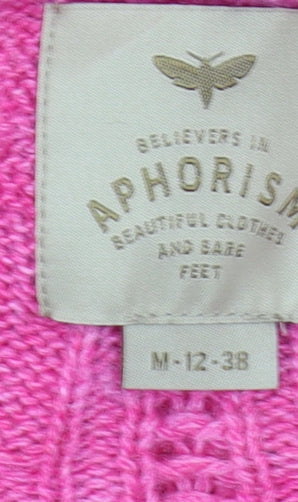 BELIEVERS IN
APHORISM
BEAUTIFUL CLOTHES
AND BARE
FEET
M-12-38